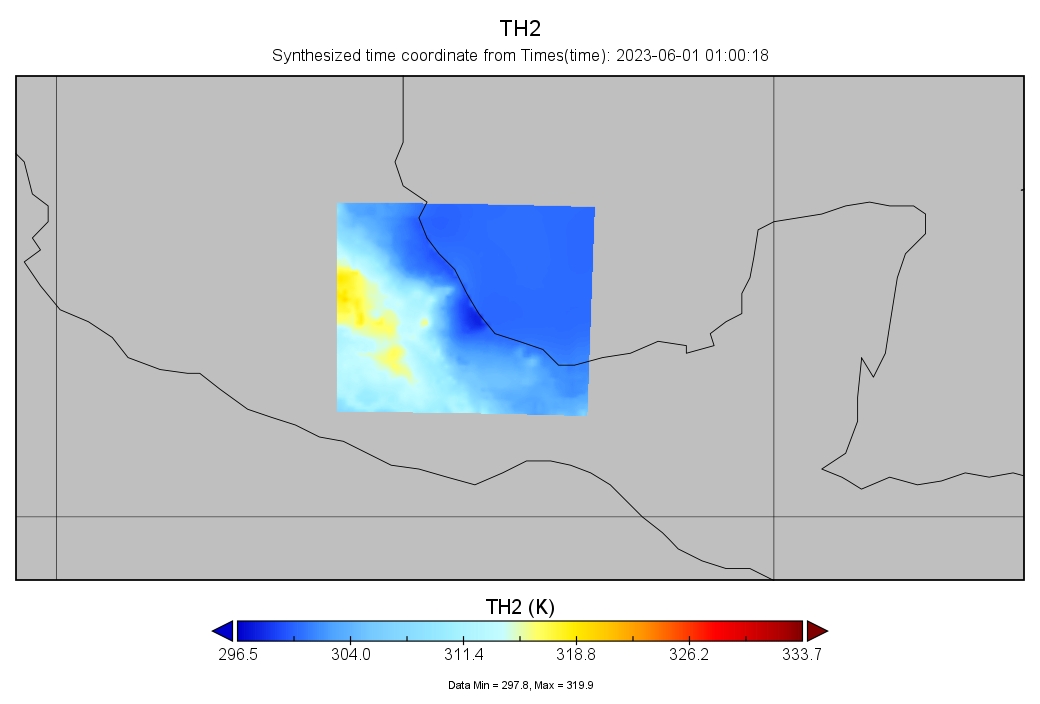 TH2
Synthesized time coordinate from Times(time): 2023-06-01 01:00:18
TH2 (K)
296.5 304.0 311.4 318.8 326.2 333.7
Data Min = 297.8, Max = 319.9